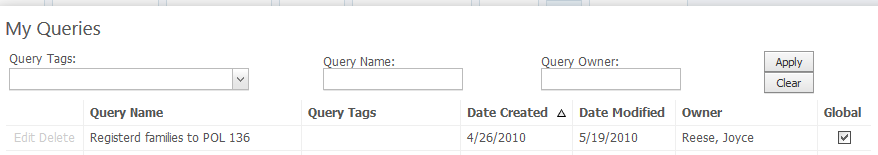 My Queries
Query Tags:
Query Name:
Query Owner:
Apply
Clear
Query Name Query Tags Date Created Date Modified Owner Global
Edit Delete Registerd families to POL 136 4/26/2010 5/19/2010 Reese, Joyce